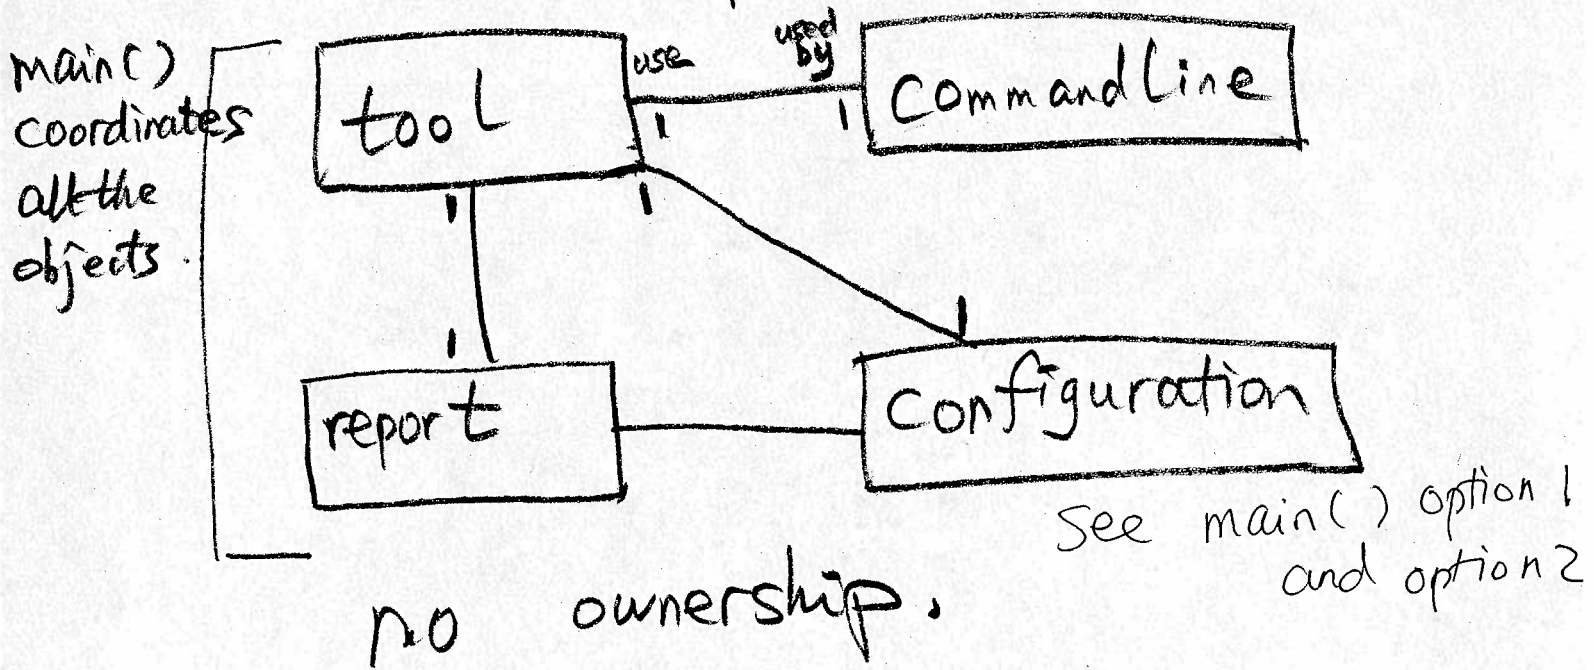 main()
coordinates
all the
objects.
tool
use
used
by
1
1
CommandLine
1
1
1
1
report
Configuration
See main() option 1
and option 2
no ownership.